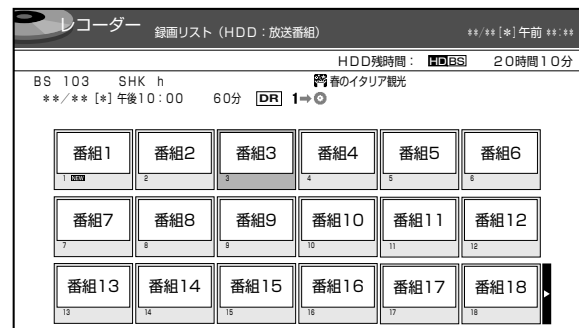 レコーダー 録画リスト（HDD：放送番組） **/**[*]午前 **:**
HDD残時間： HD BS 20時間10分
BS 103 SHK h 春のイタリア観光
**/** [*] 午後10：00 60分 DR 1➡
番組1 番組2 番組3 番組4 番組5 番組6
1 NEW 2 3 4 5 6
番組7 番組8 番組9 番組10 番組11 番組12
7 8 9 10 11 12
番組13 番組14 番組15 番組16 番組17 番組18
13 14 15 16 17 18